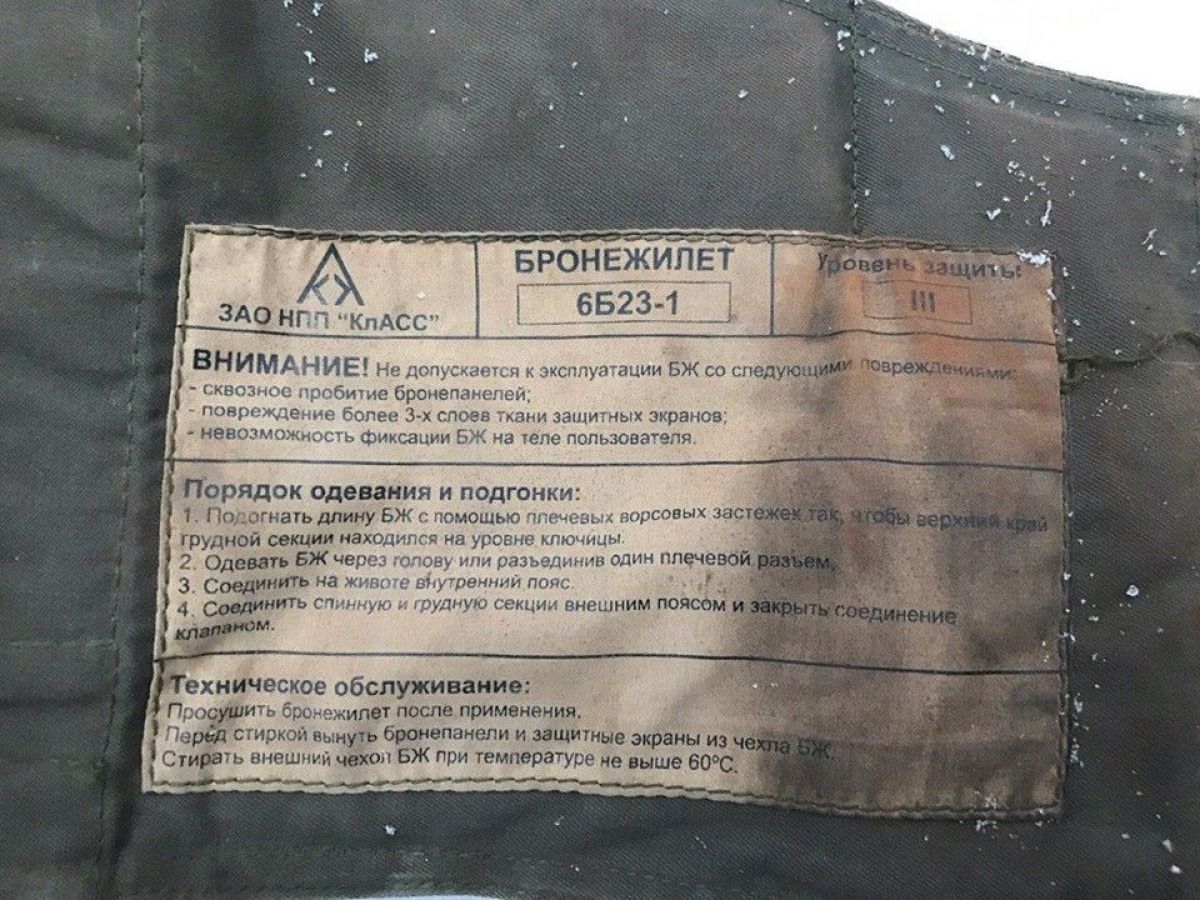 ЗАО НПП "КлАСС"
БРОНЕЖИЛЕТ
6Б23-1
Уровень защиты:
III
ВНИМАНИЕ! Не допускается к эксплуатации БЖ со следующими повреждениями:
- сквозное пробитие бронепанелей;
- повреждение более 3-х слоев ткани защитных экранов;
- невозможность фиксации БЖ на теле пользователя.
Порядок одевания и подгонки:
1. Подогнать длину БЖ с помощью плечевых ворсовых застежек так, чтобы верхний край
грудной секции находился на уровне ключицы.
2. Одевать БЖ через голову или разъединив один плечевой разъем.
3. Соединить на животе внутренний пояс.
4. Соединить спинную и грудную секции внешним поясом и закрыть соединение
клапаном.
Техническое обслуживание:
Просушить бронежилет после применения.
Перед стиркой вынуть бронепанели и защитные экраны из чехла БЖ.
Стирать внешний чехол БЖ при температуре не выше 60°С.